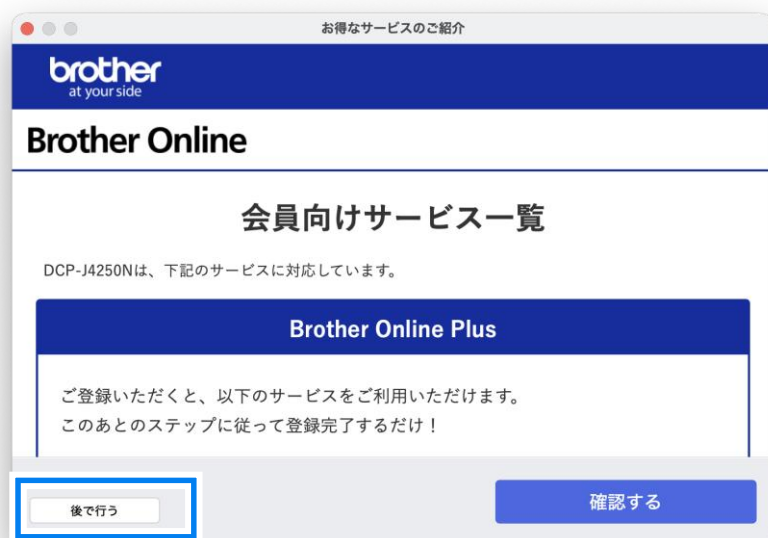 お得なサービスのご紹介
brother
at your side
Brother Online
会員向けサービス一覧
DCP-J4250Nは、下記のサービスに対応しています。
Brother Online Plus
ご登録いただくと、以下のサービスをご利用いただけます。
このあとのステップに従って登録完了するだけ！
後で行う
確認する